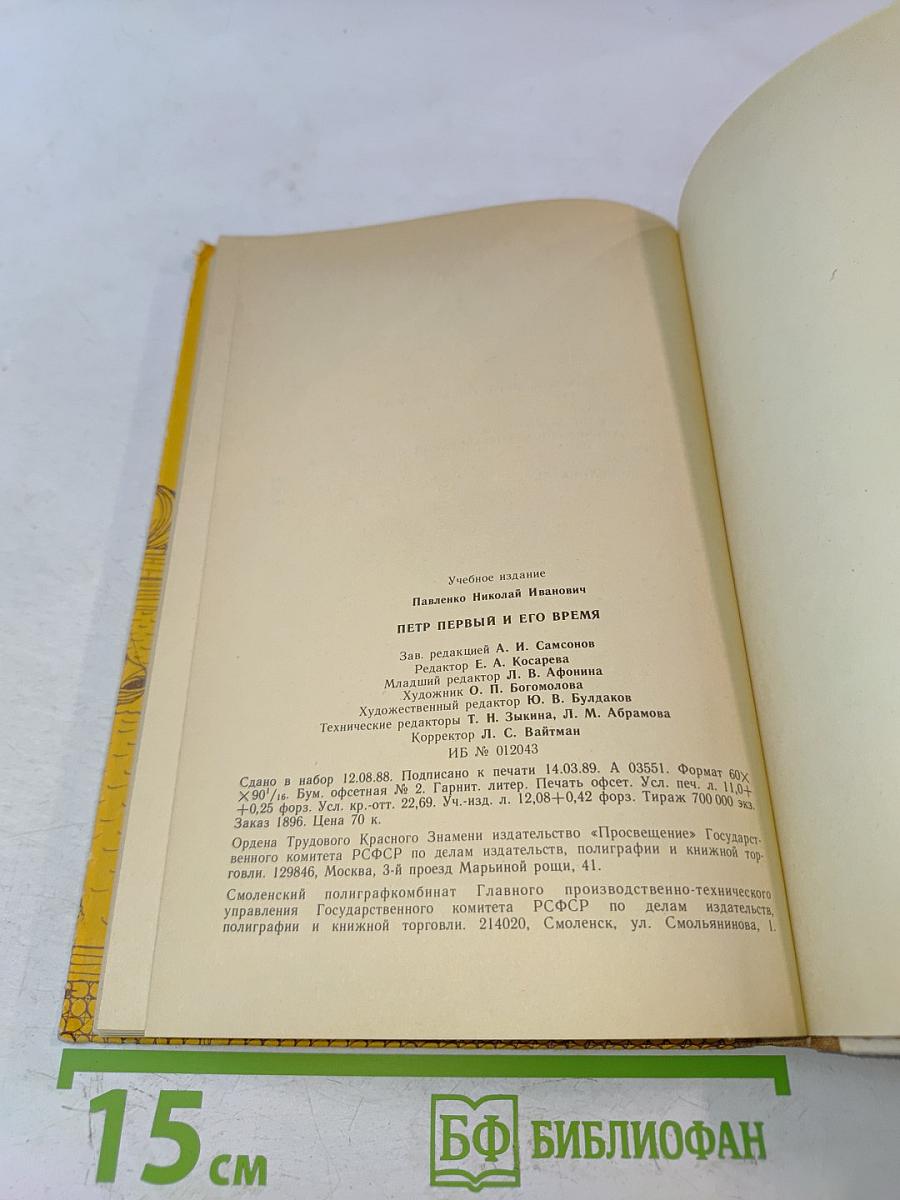 Учебное издание
Павленко Николай Иванович
ПЕТР ПЕРВЫЙ И ЕГО ВРЕМЯ
Зав. редакцией А. И. Самсонов
Редактор Е. А. Косарева
Младший редактор Л. В. Афонина
Художник О. П. Богомолова
Художественный редактор Ю. В. Булдаков
Технические редакторы Т. Н. Зыкина, Л. М. Абрамова
Корректор Л. С. Вайтман
ИБ № 012043
Сдано в набор 12.08.88. Подписано к печати 14.03.89. А 03551. Формат 60×
×90¹/₁₆. Бум. офсетная № 2. Гарнит. литер. Печать офсет. Усл. печ. л. 11,0+
+0,25 форз. Усл. кр.-отт. 22,69. Уч.-изд. л. 12,08+0,42 форз. Тираж 700 000 экз.
Заказ 1896. Цена 70 к.
Ордена Трудового Красного Знамени издательство «Просвещение» Государст-
венного комитета РСФСР по делам издательств, полиграфии и книжной тор-
говли. 129846, Москва, 3-й проезд Марьиной рощи, 41.
Смоленский полиграфкомбинат Главного производственно-технического
управления Государственного комитета РСФСР по делам издательств,
полиграфии и книжной торговли. 214020, Смоленск, ул. Смольянинова, 1.
15 см
БФ БИБЛИОФАН